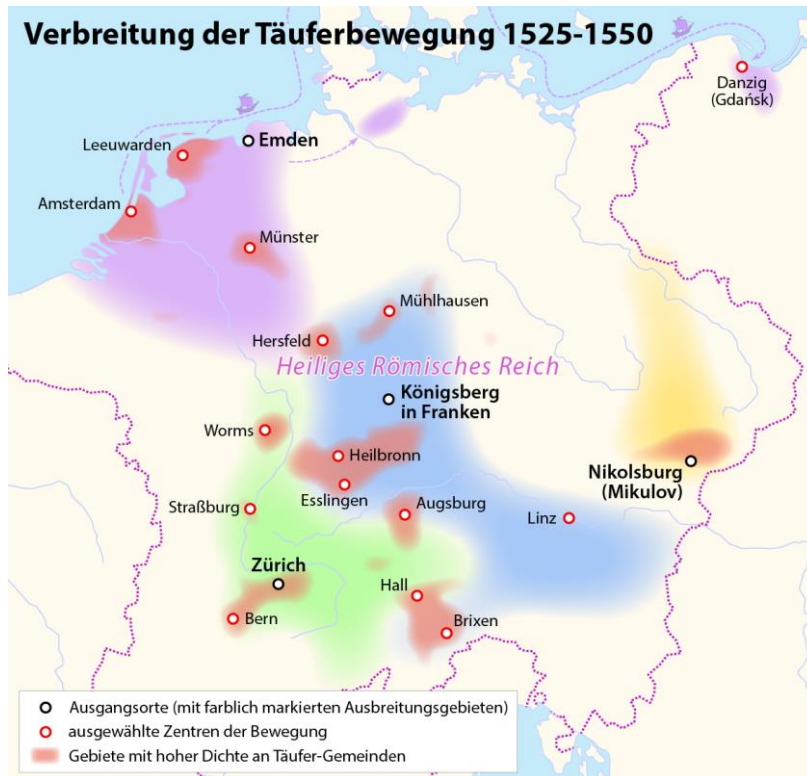 Verbreitung der Täuferbewegung 1525-1550
Danzig
(Gdańsk)
Emden
Leeuwarden
Amsterdam
Münster
Mühlhausen
Hersfeld
Heiliges Römisches Reich
Königsberg
in Franken
Worms
Heilbronn
Nikolsburg
(Mikulov)
Esslingen
Straßburg
Augsburg
Linz
Zürich
Hall
Bern
Brixen
Ausgangsorte (mit farblich markierten Ausbreitungsgebieten)
ausgewählte Zentren der Bewegung
Gebiete mit hoher Dichte an Täufer-Gemeinden